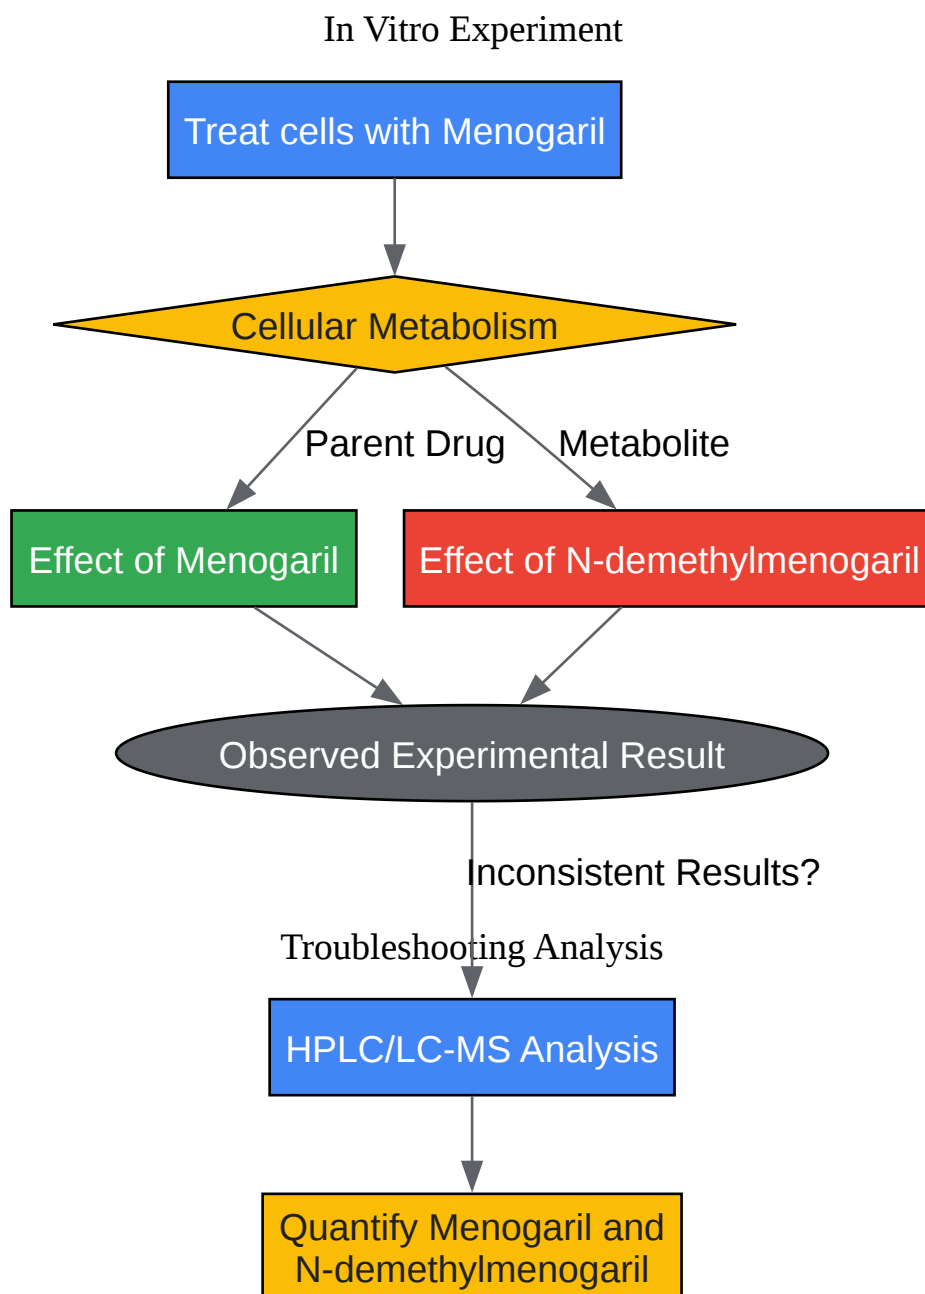 In Vitro Experiment
Treat cells with Menogaril
Cellular Metabolism
Parent Drug
Metabolite
Effect of Menogaril
Effect of N-demethylmenogaril
Observed Experimental Result
Inconsistent Results?
Troubleshooting Analysis
HPLC/LC-MS Analysis
Quantify Menogaril and
N-demethylmenogaril